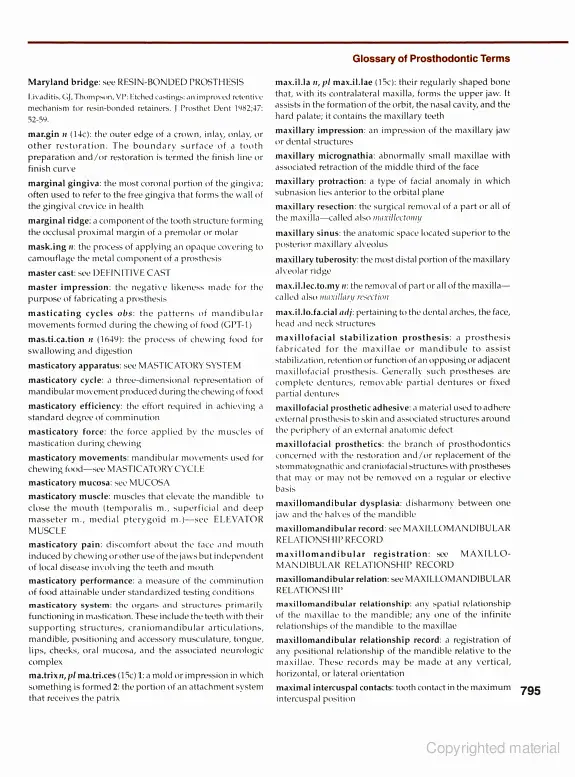 Glossary of Prosthodontic Terms
Maryland bridge: see RESIN-BONDED PROSTHESIS
Livaditis, GJ, Thompson, VP: Etched castings: an improved retentive
mechanism for resin-bonded retainers. J Prosthet Dent 1982;47:
52-59.
mar.gin n (14c): the outer edge of a crown, inlay, onlay, or
other restoration. The boundary surface of a tooth
preparation and/or restoration is termed the finish line or
finish curve
marginal gingiva: the most coronal portion of the gingiva;
often used to refer to the free gingiva that forms the wall of
the gingival crevice in health
marginal ridge: a component of the tooth structure forming
the occlusal proximal margin of a premolar or molar
mask.ing n: the process of applying an opaque covering to
camouflage the metal component of a prosthesis
master cast: see DEFINITIVE CAST
master impression: the negative likeness made for the
purpose of fabricating a prosthesis
masticating cycles obs: the patterns of mandibular
movements formed during the chewing of food (GPT-1)
mas.ti.ca.tion n (1649): the process of chewing food for
swallowing and digestion
masticatory apparatus: see MASTICATORY SYSTEM
masticatory cycle: a three-dimensional representation of
mandibular movement produced during the chewing of food
masticatory efficiency: the effort required in achieving a
standard degree of comminution
masticatory force: the force applied by the muscles of
mastication during chewing
masticatory movements: mandibular movements used for
chewing food—see MASTICATORY CYCLE
masticatory mucosa: see MUCOSA
masticatory muscle: muscles that elevate the mandible to
close the mouth (temporalis m., superficial and deep
masseter m., medial pterygoid m.)—see ELEVATOR
MUSCLE
masticatory pain: discomfort about the face and mouth
induced by chewing or other use of the jaws but independent
of local disease involving the teeth and mouth
masticatory performance: a measure of the comminution
of food attainable under standardized testing conditions
masticatory system: the organs and structures primarily
functioning in mastication. These include the teeth with their
supporting structures, craniomandibular articulations,
mandible, positioning and accessory musculature, tongue,
lips, cheeks, oral mucosa, and the associated neurologic
complex
ma.trix n, pl ma.tri.ces (15c) 1: a mold or impression in which
something is formed 2: the portion of an attachment system
that receives the patrix
max.il.la n, pl max.il.lae (15c): their regularly shaped bone
that, with its contralateral maxilla, forms the upper jaw. It
assists in the formation of the orbit, the nasal cavity, and the
hard palate; it contains the maxillary teeth
maxillary impression: an impression of the maxillary jaw
or dental structures
maxillary micrognathia: abnormally small maxillae with
associated retraction of the middle third of the face
maxillary protraction: a type of facial anomaly in which
subnasion lies anterior to the orbital plane
maxillary resection: the surgical removal of a part or all of
the maxilla—called also maxillectomy
maxillary sinus: the anatomic space located superior to the
posterior maxillary alveolus
maxillary tuberosity: the most distal portion of the maxillary
alveolar ridge
max.il.lec.to.my n: the removal of part or all of the maxilla—
called also maxillary resection
max.il.lo.fa.cial adj: pertaining to the dental arches, the face,
head and neck structures
maxillofacial stabilization prosthesis: a prosthesis
fabricated for the maxillae or mandibule to assist
stabilization, retention or function of an opposing or adjacent
maxillofacial prosthesis. Generally such prostheses are
complete dentures, removable partial dentures or fixed
partial dentures
maxillofacial prosthetic adhesive: a material used to adhere
external prosthesis to skin and associated structures around
the periphery of an external anatomic defect
maxillofacial prosthetics: the branch of prosthodontics
concerned with the restoration and/or replacement of the
stommatognathic and craniofacial structures with prostheses
that may or may not be removed on a regular or elective
basis
maxillomandibular dysplasia: disharmony between one
jaw and the halves of the mandible
maxillomandibular record: see MAXILLOMANDIBULAR
RELATIONSHIP RECORD
maxillomandibular registration: see MAXILLO-
MANDIBULAR RELATIONSHIP RECORD
maxillomandibular relation: see MAXILLOMANDIBULAR
RELATIONSHIP
maxillomandibular relationship: any spatial relationship
of the maxillae to the mandible; any one of the infinite
relationships of the mandible to the maxillae
maxillomandibular relationship record: a registration of
any positional relationship of the mandible relative to the
maxillae. These records may be made at any vertical,
horizontal, or lateral orientation
maximal intercuspal contacts: tooth contact in the maximum
intercuspal position
795
Copyrighted material